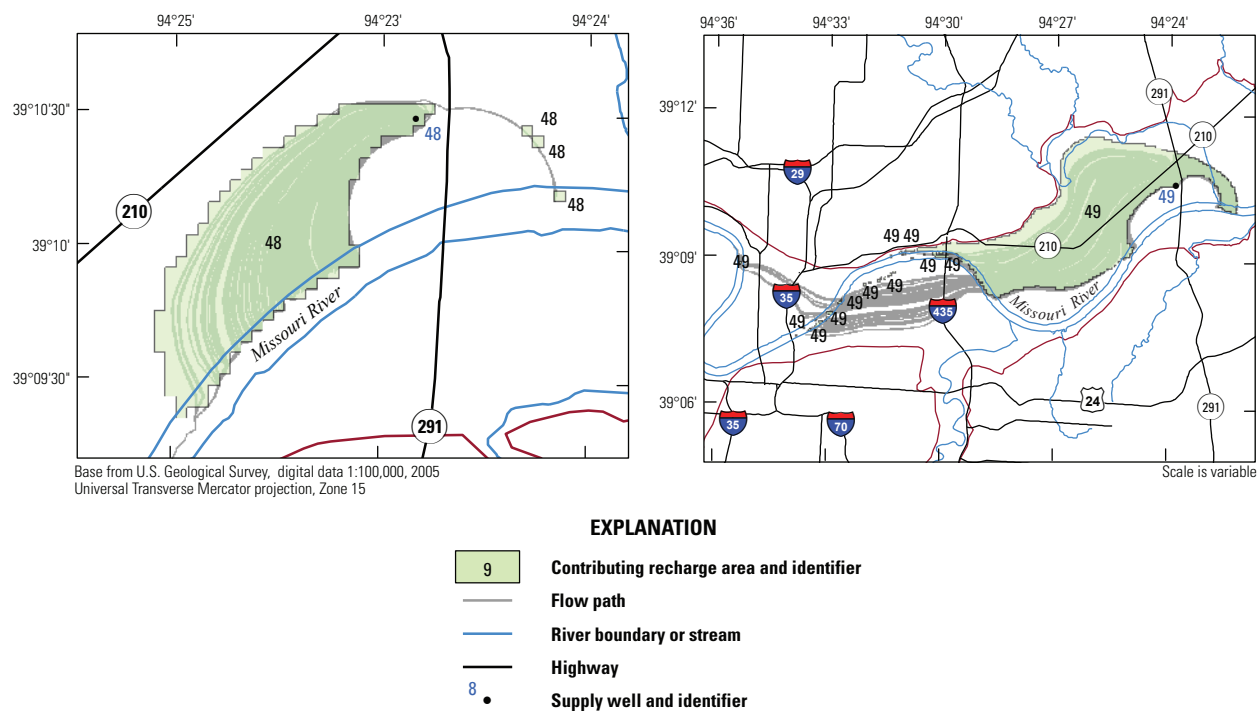 94°25' 94°23' 94°24'
39°10'30"
48
48
48
48
210
48
39°10'
Missouri River
39°09'30"
291
Base from U.S. Geological Survey, digital data 1:100,000, 2005
Universal Transverse Mercator projection, Zone 15
94°36' 94°33' 94°30' 94°27' 94°24'
39°12'
291
210
29
49
49
49 49
210
39°09'
49
49 49
49
49
35
49
435
Missouri River
49
49
49
39°06'
24
291
35
70
Scale is variable
EXPLANATION
9 Contributing recharge area and identifier
Flow path
River boundary or stream
Highway
8 Supply well and identifier